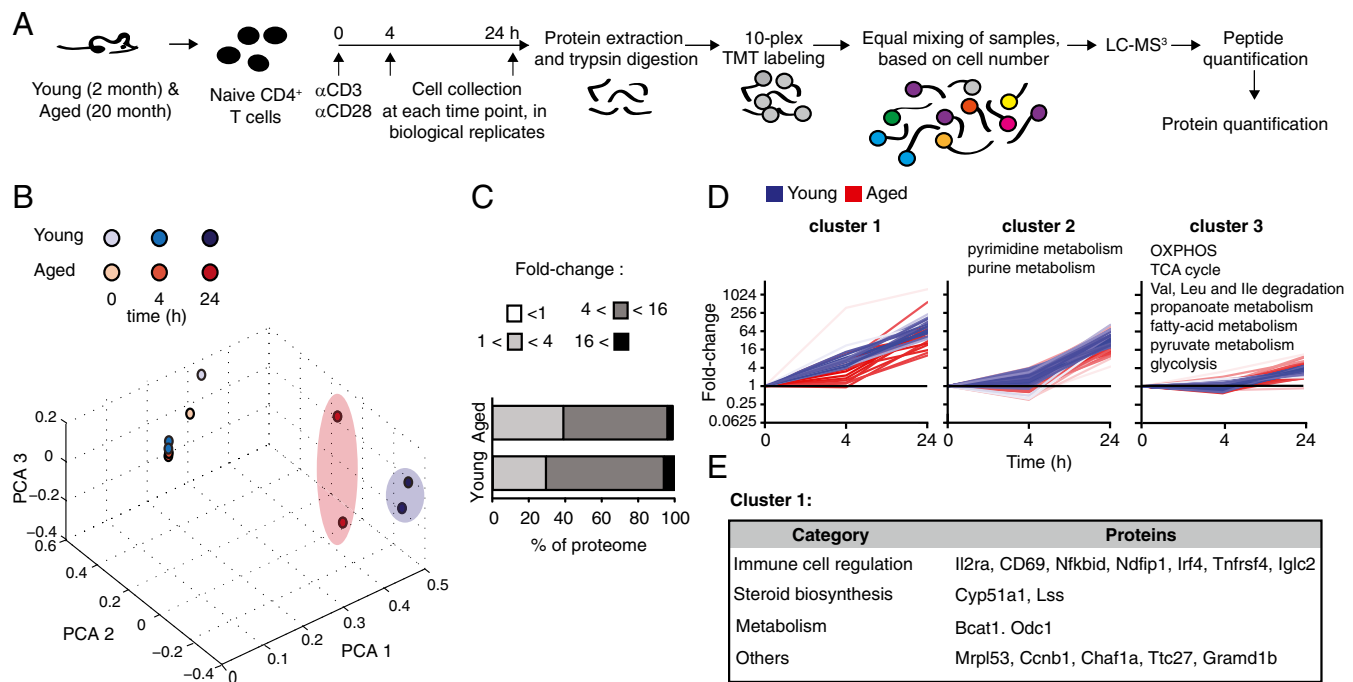 A
Young (2 month) &
Aged (20 month)
Naive CD4+
T cells
0 4 24 h
αCD3
αCD28
Cell collection
at each time point, in
biological replicates
Protein extraction
and trypsin digestion
10-plex
TMT labeling
Equal mixing of samples,
based on cell number
LC-MS³
Peptide
quantification
Protein quantification
B
Young
Aged
0 4 24
time (h)
PCA 3
0.2
0
−0.2
−0.4
PCA 2
0.6
0.4
0.2
0
−0.2
−0.4
PCA 1
0
0.1
0.2
0.3
0.4
0.5
C
Fold-change :
<1
4 < < 16
1 < < 4
16 <
Aged
Young
0 20 40 60 80 100
% of proteome
D
Young Aged
cluster 1
cluster 2
pyrimidine metabolism
purine metabolism
cluster 3
OXPHOS
TCA cycle
Val, Leu and Ile degradation
propanoate metabolism
fatty-acid metabolism
pyruvate metabolism
glycolysis
Fold-change
1024
256
64
16
4
1
0.25
0.0625
0 4 24
0 4 24
0 4 24
Time (h)
E
Cluster 1:
Category Proteins
Immune cell regulation Il2ra, CD69, Nfkbid, Ndfip1, Irf4, Tnfrsf4, Iglc2
Steroid biosynthesis Cyp51a1, Lss
Metabolism Bcat1. Odc1
Others Mrpl53, Ccnb1, Chaf1a, Ttc27, Gramd1b